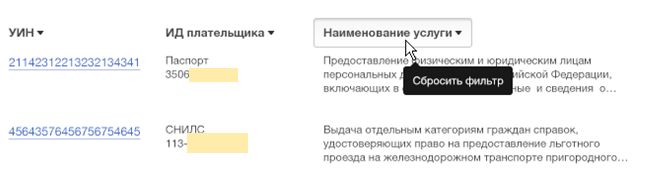 УИН ИД плательщика Наименование услуги
21142312213232134341
Паспорт
3506
Предоставление физическим и юридическим лицам
персональных ийской Федерации,
включающих в ные и сведения о...
Сбросить фильтр
45643576456756754645
СНИЛС
113-
Выдача отдельным категориям граждан справок,
удостоверяющих право на предоставление льготного
проезда на железнодорожном транспорте пригородного...